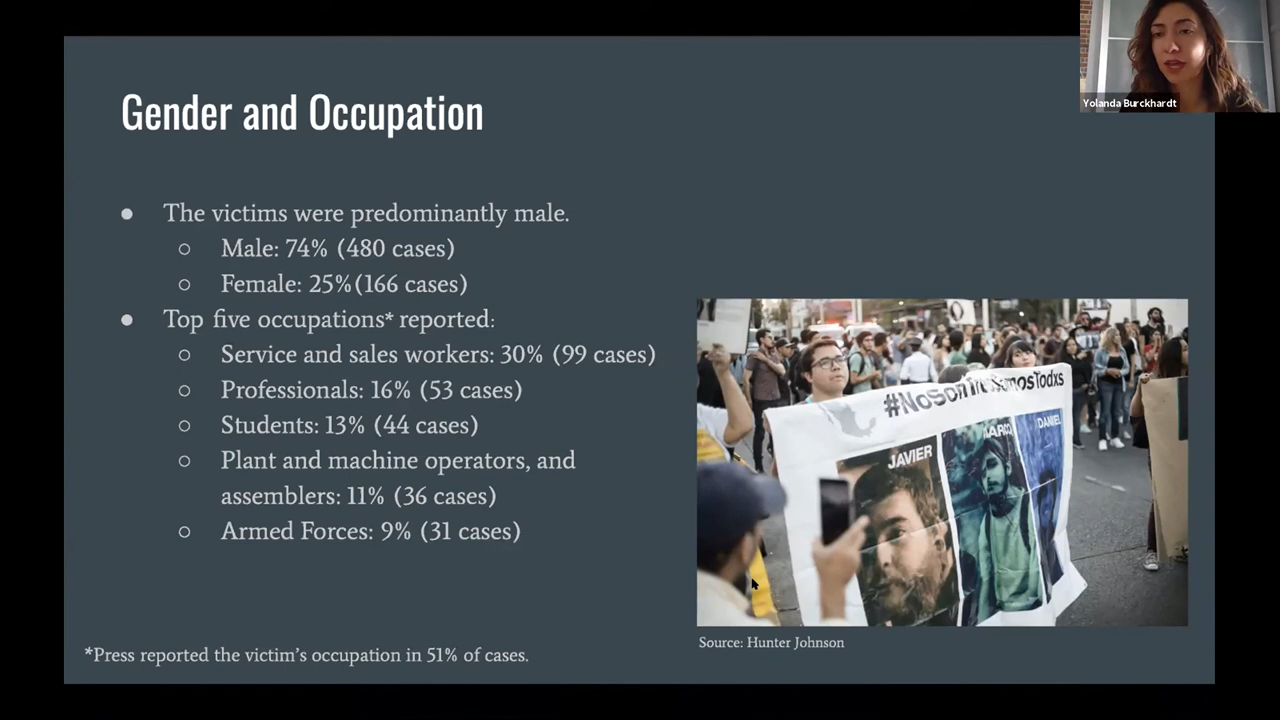 Yolanda Burckhardt
Gender and Occupation
● The victims were predominantly male.
○ Male: 74% (480 cases)
○ Female: 25%(166 cases)
● Top five occupations* reported:
○ Service and sales workers: 30% (99 cases)
○ Professionals: 16% (53 cases)
○ Students: 13% (44 cases)
○ Plant and machine operators, and
assemblers: 11% (36 cases)
○ Armed Forces: 9% (31 cases)
#NoSon
SomosTodxs
JAVIER
DANIEL
Source: Hunter Johnson
*Press reported the victim's occupation in 51% of cases.